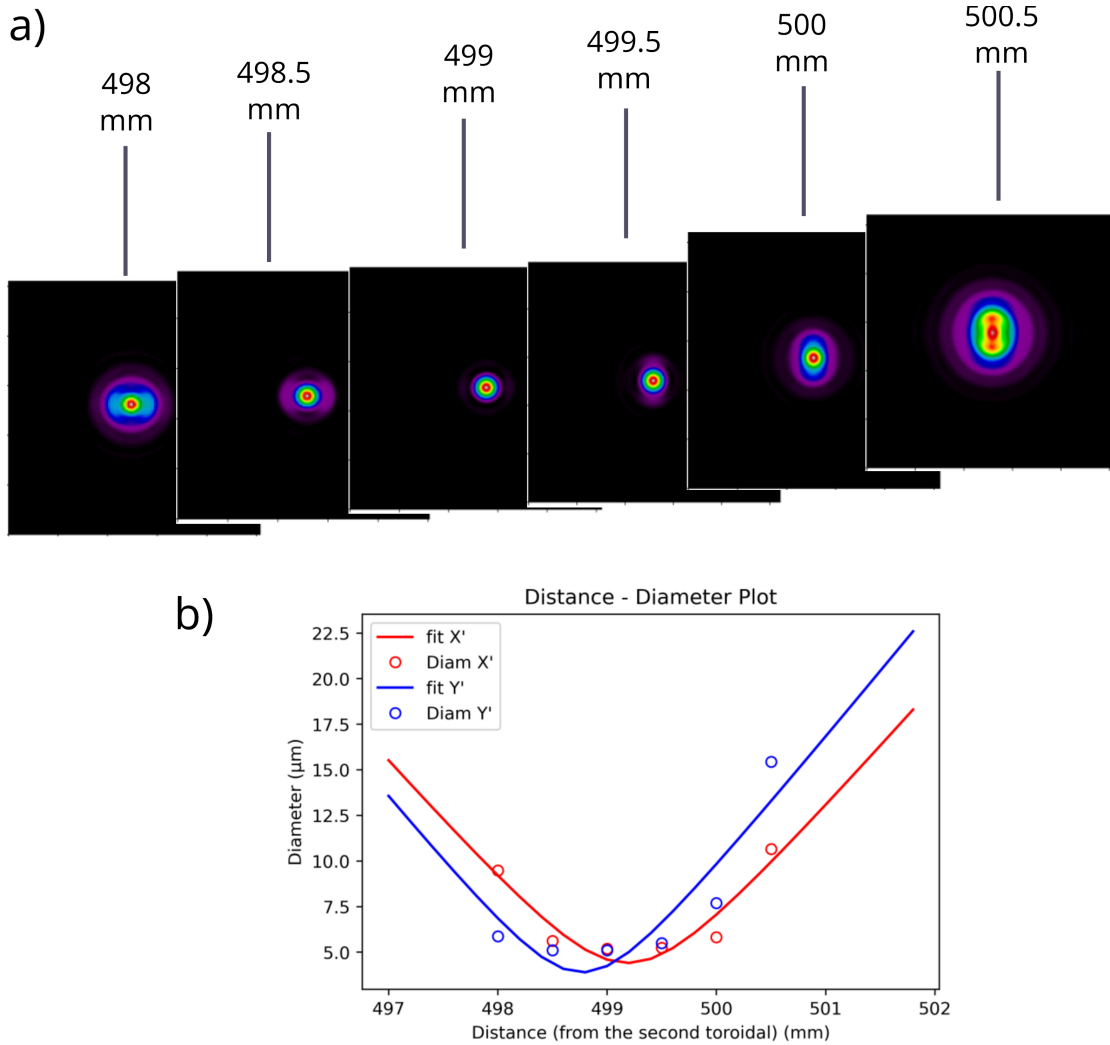 a)
498
mm
498.5
mm
499
mm
499.5
mm
500
mm
500.5
mm
b)
Distance - Diameter Plot
fit X'
Diam X'
fit Y'
Diam Y'
Diameter (μm)
22.5
20.0
17.5
15.0
12.5
10.0
7.5
5.0
497 498 499 500 501 502
Distance (from the second toroidal) (mm)